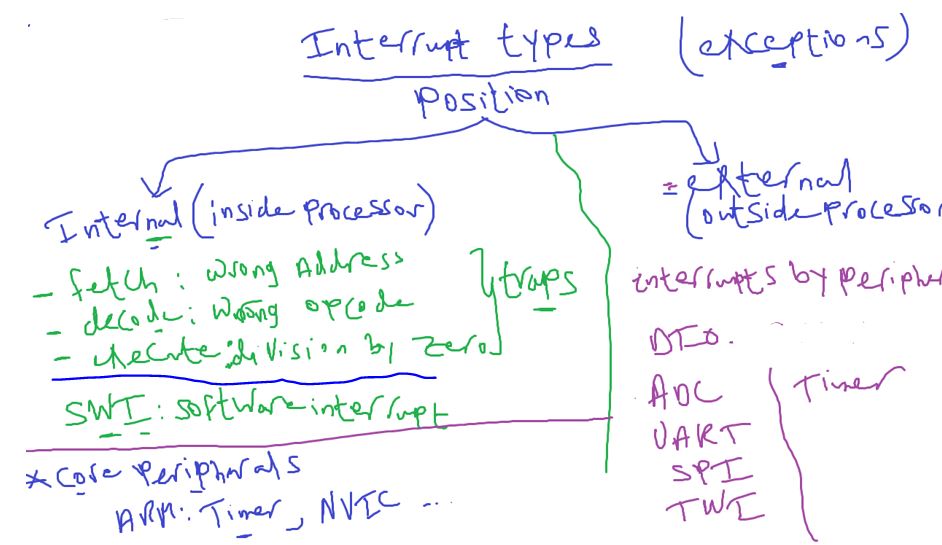 Interrupt types (exceptions)
Position
Internal (inside processor)
- fetch : wrong Address
- decode : wrong opcode
- execute : division by zero
traps
SWI : software interrupt
* Core Peripherals
ARM : Timer , NVIC ...
= external
(outside processor
interrupts by peripher
DIO.
ADC
UART
SPI
TWI
Timer